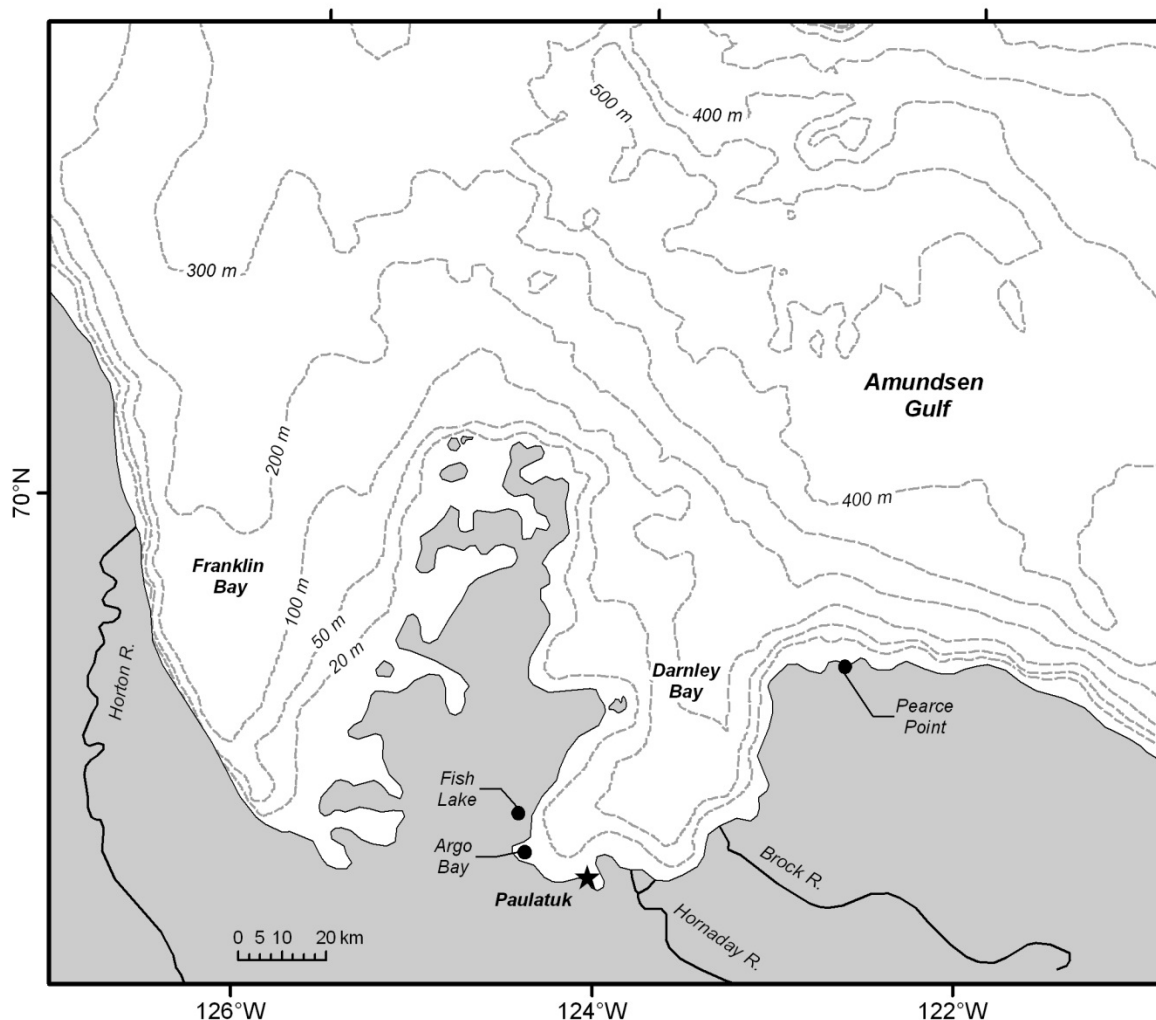 500 m
400 m
300 m
Amundsen
Gulf
200 m
70°N
400 m
Franklin
Bay
100 m
50 m
20 m
Horton R.
Darnley
Bay
Pearce
Point
Fish
Lake
Argo
Bay
Paulatuk
Brock R.
Hornaday R.
0 5 10 20 km
126°W
124°W
122°W